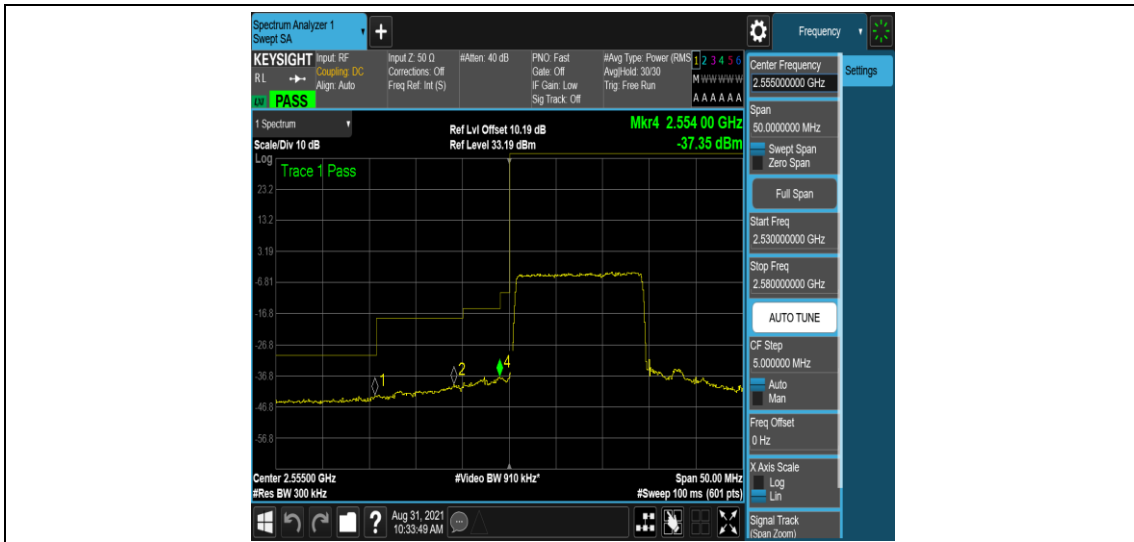 Spectrum Analyzer 1
Swept SA
+
Frequency
KEYSIGHT
RL
LXI
PASS
Input: RF
Coupling: DC
Align: Auto
Input Z: 50 Ω
Corrections: Off
Freq Ref: Int (S)
#Atten: 40 dB
PNO: Fast
Gate: Off
IF Gain: Low
Sig Track: Off
#Avg Type: Power (RMS
Avg|Hold: 30/30
Trig: Free Run
1 2 3 4 5 6
M W W W W W
A A A A A A
1 Spectrum
Scale/Div 10 dB
Ref Lvl Offset 10.19 dB
Ref Level 33.19 dBm
Mkr4 2.554 00 GHz
-37.35 dBm
Log
Trace 1 Pass
23.2
13.2
3.19
-6.81
-16.8
-26.8
-36.8
-46.8
-56.8
1
2
4
Center 2.55500 GHz
#Res BW 300 kHz
#Video BW 910 kHz*
Span 50.00 MHz
#Sweep 100 ms (601 pts)
Center Frequency
2.555000000 GHz
Settings
Span
50.0000000 MHz
Swept Span
Zero Span
Full Span
Start Freq
2.530000000 GHz
Stop Freq
2.580000000 GHz
AUTO TUNE
CF Step
5.000000 MHz
Auto
Man
Freq Offset
0 Hz
X Axis Scale
Log
Lin
Signal Track
(Span Zoom)
?
Aug 31, 2021
10:33:49 AM